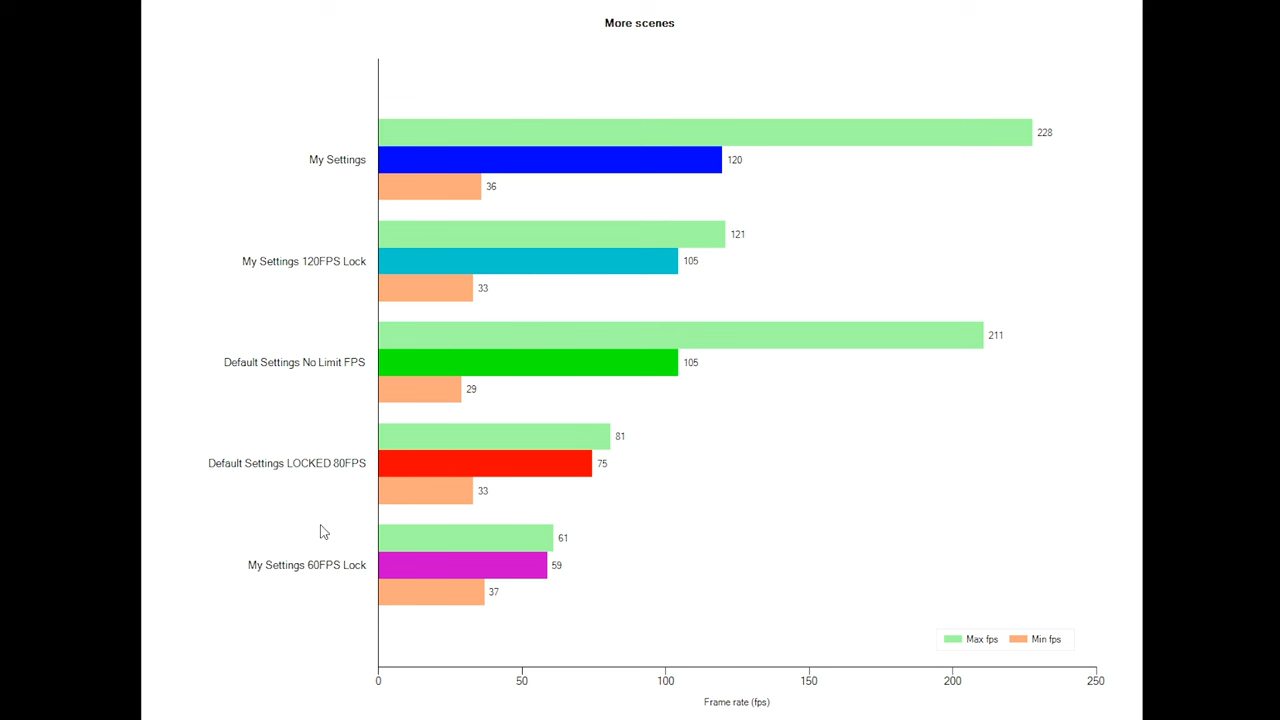 More scenes
228
My Settings
120
36
121
My Settings 120FPS Lock
105
33
211
Default Settings No Limit FPS
105
29
81
Default Settings LOCKED 80FPS
75
33
61
My Settings 60FPS Lock
59
37
Max fps Min fps
0 50 100 150 200 250
Frame rate (fps)